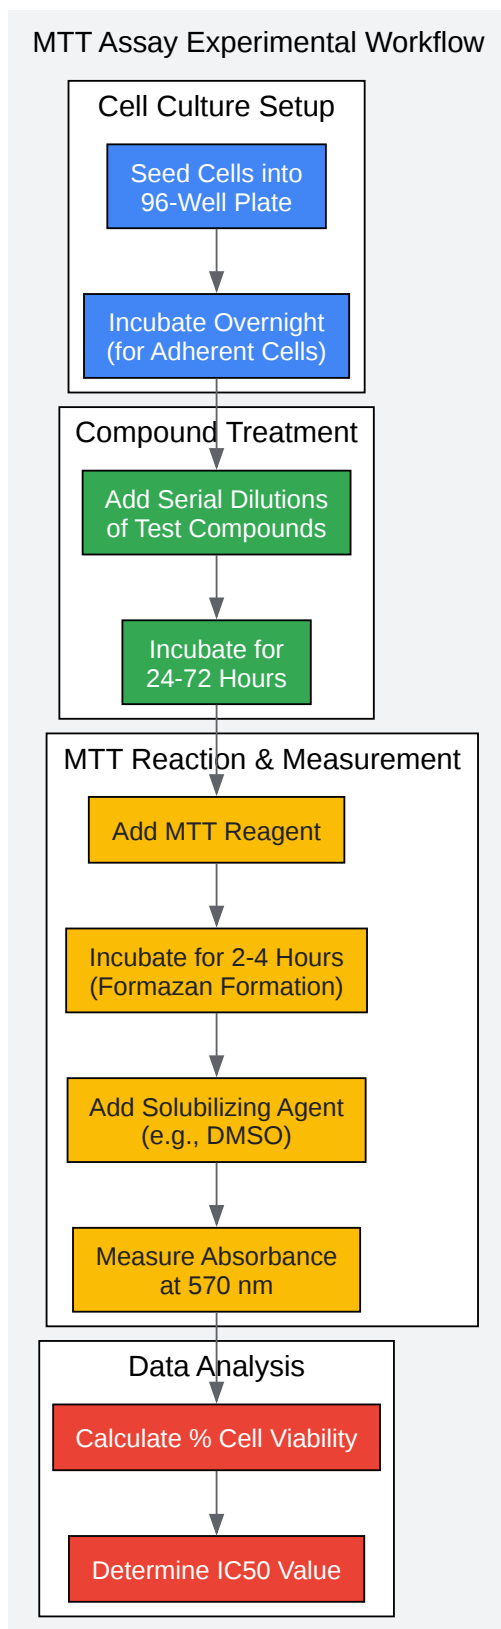 MTT Assay Experimental Workflow
Cell Culture Setup
Seed Cells into
96-Well Plate
Incubate Overnight
(for Adherent Cells)
Compound Treatment
Add Serial Dilutions
of Test Compounds
Incubate for
24-72 Hours
MTT Reaction & Measurement
Add MTT Reagent
Incubate for 2-4 Hours
(Formazan Formation)
Add Solubilizing Agent
(e.g., DMSO)
Measure Absorbance
at 570 nm
Data Analysis
Calculate % Cell Viability
Determine IC50 Value